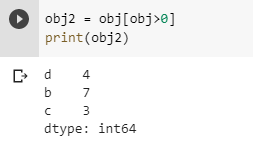 obj2 = obj[obj>0]
print(obj2)
d    4
b    7
c    3
dtype: int64